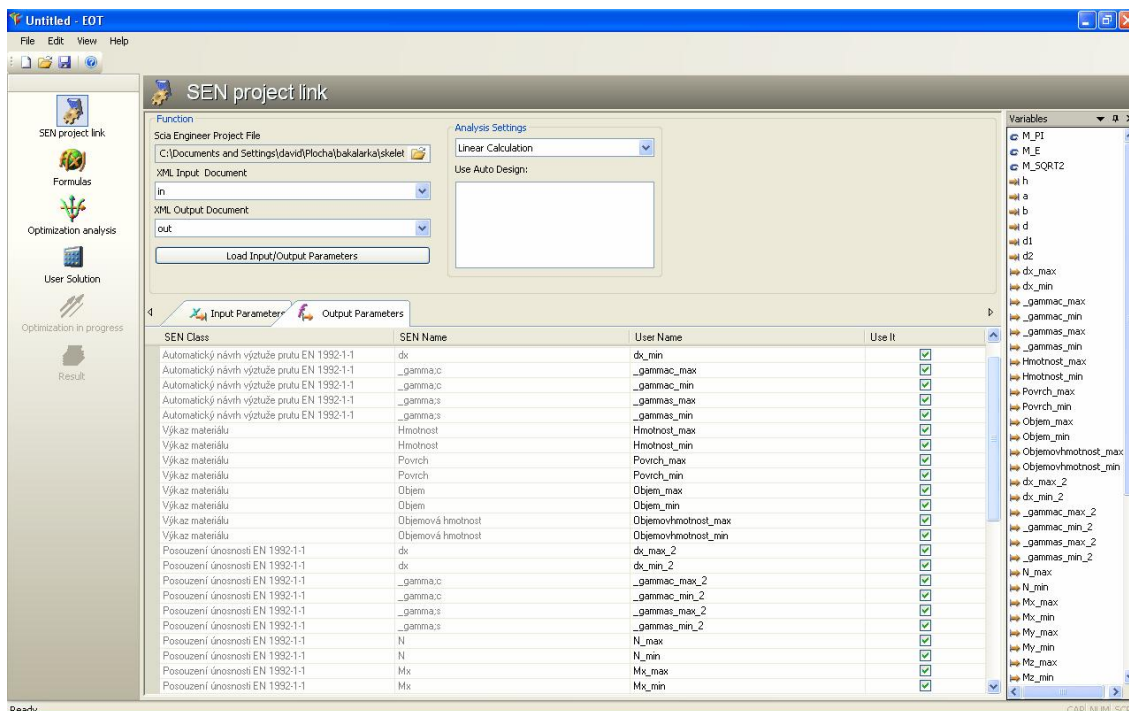 Untitled - EOT
File Edit View Help
SEN project link
SEN project link
Formulas
Optimization analysis
User Solution
Optimization in progress
Result
Function
Scia Engineer Project File
C:\Documents and Settings\david\Plocha\bakalarka\skelet
XML Input Document
in
XML Output Document
out
Load Input/Output Parameters
Analysis Settings
Linear Calculation
Use Auto Design:
Input Parameters Output Parameters
SEN Class SEN Name User Name Use It
Automatický návrh výztuže prutu EN 1992-1-1 dx dx_min
Automatický návrh výztuže prutu EN 1992-1-1 _gamma;c _gammac_max
Automatický návrh výztuže prutu EN 1992-1-1 _gamma;c _gammac_min
Automatický návrh výztuže prutu EN 1992-1-1 _gamma;s _gammas_max
Automatický návrh výztuže prutu EN 1992-1-1 _gamma;s _gammas_min
Výkaz materiálu Hmotnost Hmotnost_max
Výkaz materiálu Hmotnost Hmotnost_min
Výkaz materiálu Povrch Povrch_max
Výkaz materiálu Povrch Povrch_min
Výkaz materiálu Objem Objem_max
Výkaz materiálu Objem Objem_min
Výkaz materiálu Objemová hmotnost Objemovhmotnost_max
Výkaz materiálu Objemová hmotnost Objemovhmotnost_min
Posouzení únosnosti EN 1992-1-1 dx dx_max_2
Posouzení únosnosti EN 1992-1-1 dx dx_min_2
Posouzení únosnosti EN 1992-1-1 _gamma;c _gammac_max_2
Posouzení únosnosti EN 1992-1-1 _gamma;c _gammac_min_2
Posouzení únosnosti EN 1992-1-1 _gamma;s _gammas_max_2
Posouzení únosnosti EN 1992-1-1 _gamma;s _gammas_min_2
Posouzení únosnosti EN 1992-1-1 N N_max
Posouzení únosnosti EN 1992-1-1 N N_min
Posouzení únosnosti EN 1992-1-1 Mx Mx_max
Posouzení únosnosti EN 1992-1-1 Mx Mx_min
Variables
M_PI
M_E
M_SQRT2
h
a
b
d
d1
d2
dx_max
dx_min
_gammac_max
_gammac_min
_gammas_max
_gammas_min
Hmotnost_max
Hmotnost_min
Povrch_max
Povrch_min
Objem_max
Objem_min
Objemovhmotnost_max
Objemovhmotnost_min
dx_max_2
dx_min_2
_gammac_max_2
_gammac_min_2
_gammas_max_2
_gammas_min_2
N_max
N_min
Mx_max
Mx_min
My_max
My_min
Mz_max
Mz_min
Ready
CAP NUM SCR